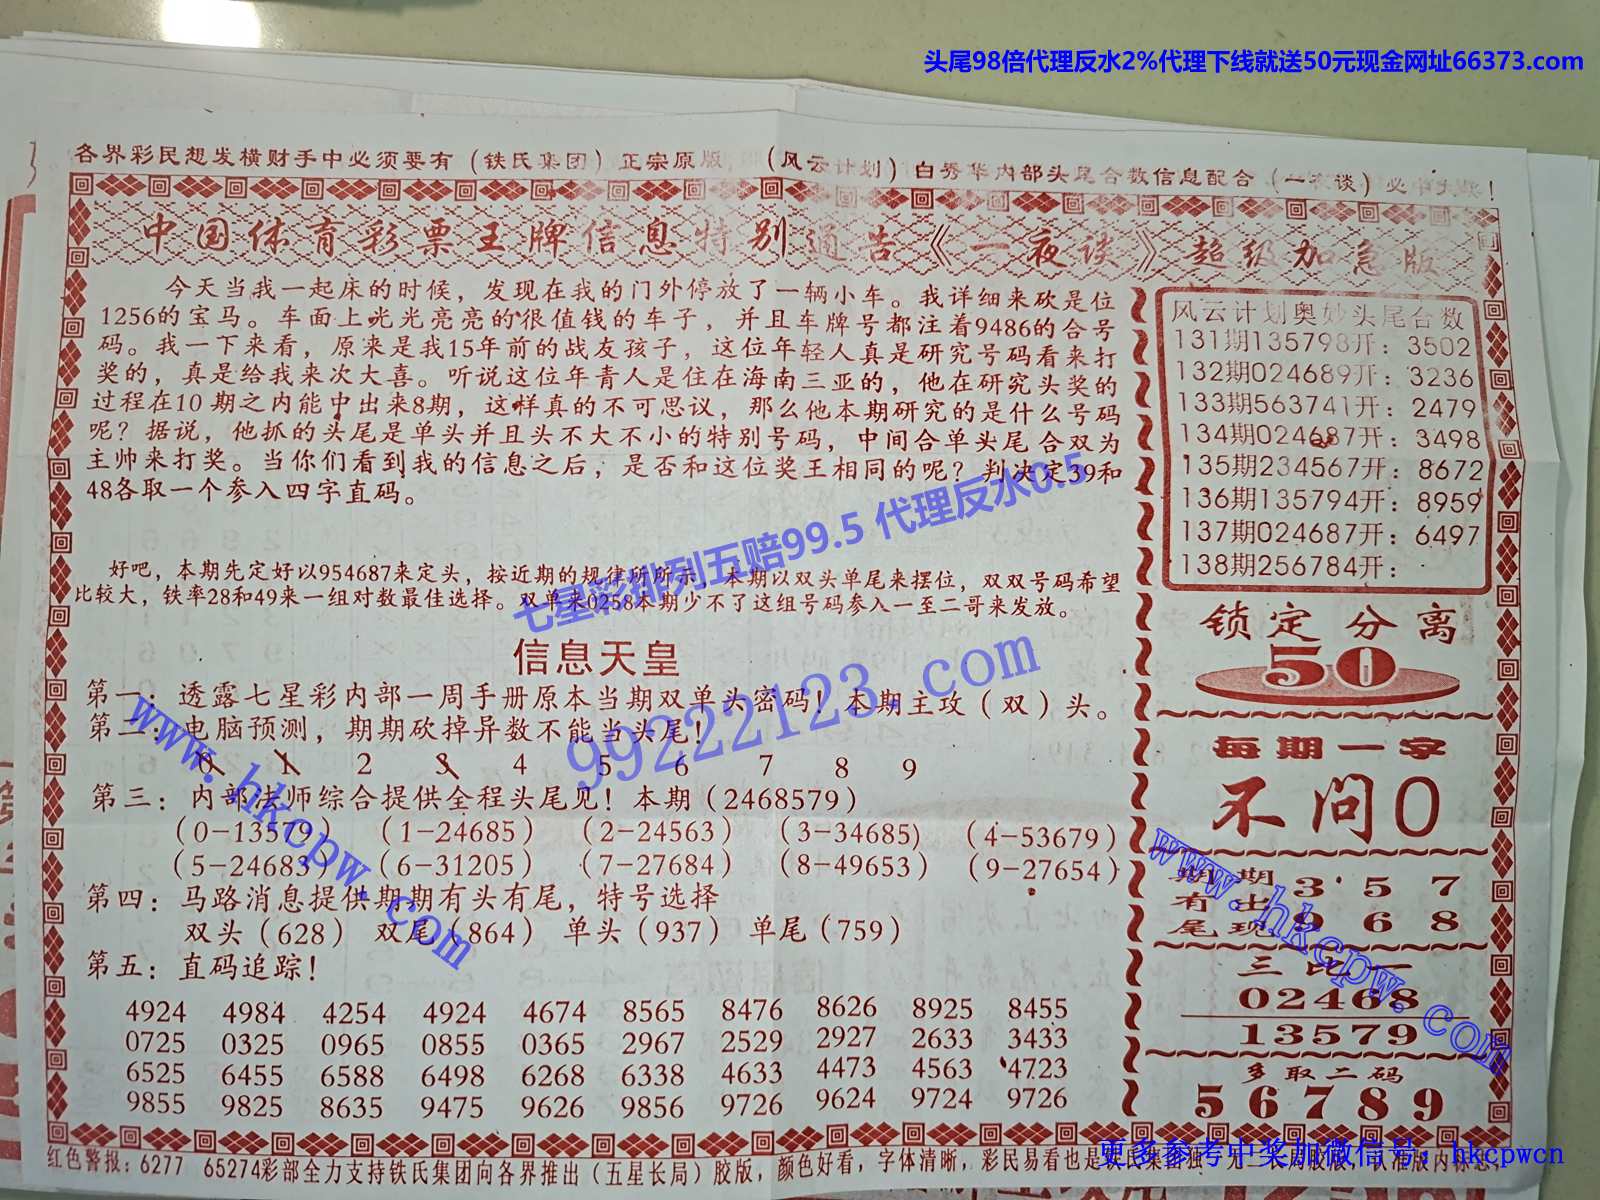 头尾98倍代理反水2%代理下线就送50元现金网址66373.com
各界彩民想发横财手中必须要有（铁氏集团）正宗原版 （风云计划）白秀华内部头尾合数信息配合（一夜谈）必中大奖！
中国体育彩票王牌信息特别通告《一夜谈》超级加急版
今天当我一起床的时候，发现在我的门外停放了一辆小车。我详细来砍是位
1256的宝马。车面上光光亮亮的很值钱的车子，并且车牌号都注着9486的合号
码。我一下来看，原来是我15年前的战友孩子，这位年轻人真是研究号码看来打
奖的，真是给我来次大喜。听说这位年青人是住在海南三亚的，他在研究头奖的
过程在10期之内能中出来8期，这样真的不可思议，那么他本期研究的是什么号码
呢？据说，他抓的头尾是单头并且头不大不小的特别号码，中间合单头尾合双为
主帅来打奖。当你们看到我的信息之后，是否和这位奖王相同的呢？判决定39和
48各取一个参入四字直码。
好吧，本期先定好以954687来定头，按近期的规律所所示，本期以双头单尾来摆位，双双号码希望
比较大，铁率28和49来一组对数最佳选择。双单来0258本期少不了这组号码参入一至二哥来发放。
七星彩排列五赔99.5 代理反水0.5
99222123.com
信息天皇
第一：透露七星彩内部一周手册原本当期双单头密码！本期主攻（双）头。
第二：电脑预测，期期砍掉异数不能当头尾！
0 1 2 3 4 5 6 7 8 9
第三：内部法师综合提供全程头尾见！本期（2468579）
（0-13579） （1-24685） （2-24563） （3-34685） （4-53679）
（5-24683） （6-31205） （7-27684） （8-49653） （9-27654）
第四：马路消息提供期期有头有尾，特号选择
双头（628） 双尾（864） 单头（937） 单尾（759）
第五：直码追踪！
4924 4984 4254 4924 4674 8565 8476 8626 8925 8455
0725 0325 0965 0855 0365 2967 2529 2927 2633 3433
6525 6455 6588 6498 6268 6338 4633 4473 4563 4723
9855 9825 8635 9475 9626 9856 9726 9624 9724 9726
www.hkcpw.com
风云计划奥妙头尾合数
131期135798开：3502
132期024689开：3236
133期563741开：2479
134期024687开：3498
135期234567开：8672
136期135794开：8959
137期024687开：6497
138期256784开：
锁定分离
50
每期一字
不问0
期期 3 5 7
有出
尾现 9 6 8
www.hkcpw.com
三比一
02468
13579
多取二码
56789
红色警报：6277 65274彩部全力支持铁氏集团向各界推出（五星长局）胶版，颜色好看，字体清晰，彩民易看也是铁氏集团独
更多参考中奖加微信号：hkcpwcn